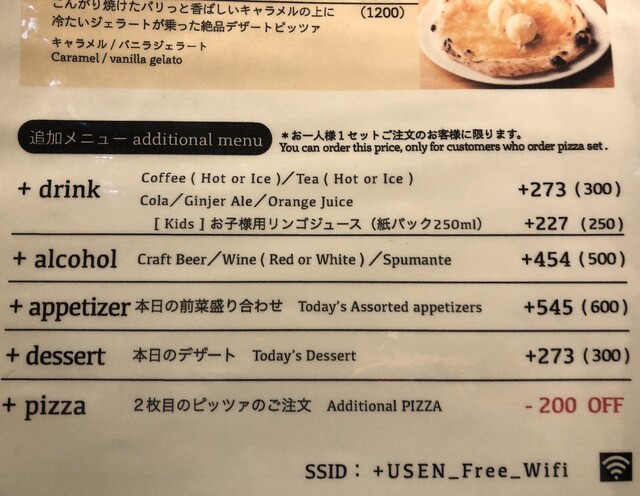 こんがり焼けたパリっと香ばしいキャラメルの上に (1200)
冷たいジェラートが乗った絶品デザートピッツァ
キャラメル / バニラジェラート
Caramel / vanilla gelato
追加メニュー additional menu
＊お一人様１セットご注文のお客様に限ります。
You can order this price, only for customers who order pizza set .
+ drink Coffee ( Hot or Ice )／Tea ( Hot or Ice ) +273 (300)
Cola／Ginjer Ale／Orange Juice
[ Kids ] お子様用リンゴジュース（紙パック250ml） +227 (250)
+ alcohol Craft Beer／Wine ( Red or White ) ／Spumante +454 (500)
+ appetizer 本日の前菜盛り合わせ Today's Assorted appetizers +545 (600)
+ dessert 本日のデザート Today's Dessert +273 (300)
+ pizza ２枚目のピッツァのご注文 Additional PIZZA - 200 OFF
SSID： +USEN_Free_Wifi